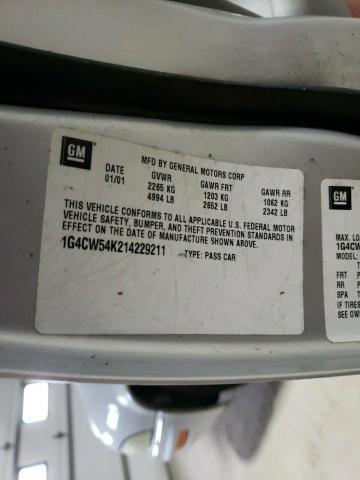 GM
MFD BY GENERAL MOTORS CORP
DATE GVWR GAWR FRT GAWR RR
01/01 2265 KG 1203 KG 1062 KG
4994 LB 2652 LB 2342 LB
THIS VEHICLE CONFORMS TO ALL APPLICABLE U.S. FEDERAL MOTOR
VEHICLE SAFETY, BUMPER, AND THEFT PREVENTION STANDARDS IN
EFFECT ON THE DATE OF MANUFACTURE SHOWN ABOVE.
1G4CW54K214229211 TYPE: PASS CAR
GM
MAX. LO
1G4CW
MODEL:
T
FRT P
RR P
SPA T
IF TIRES
SEE OW